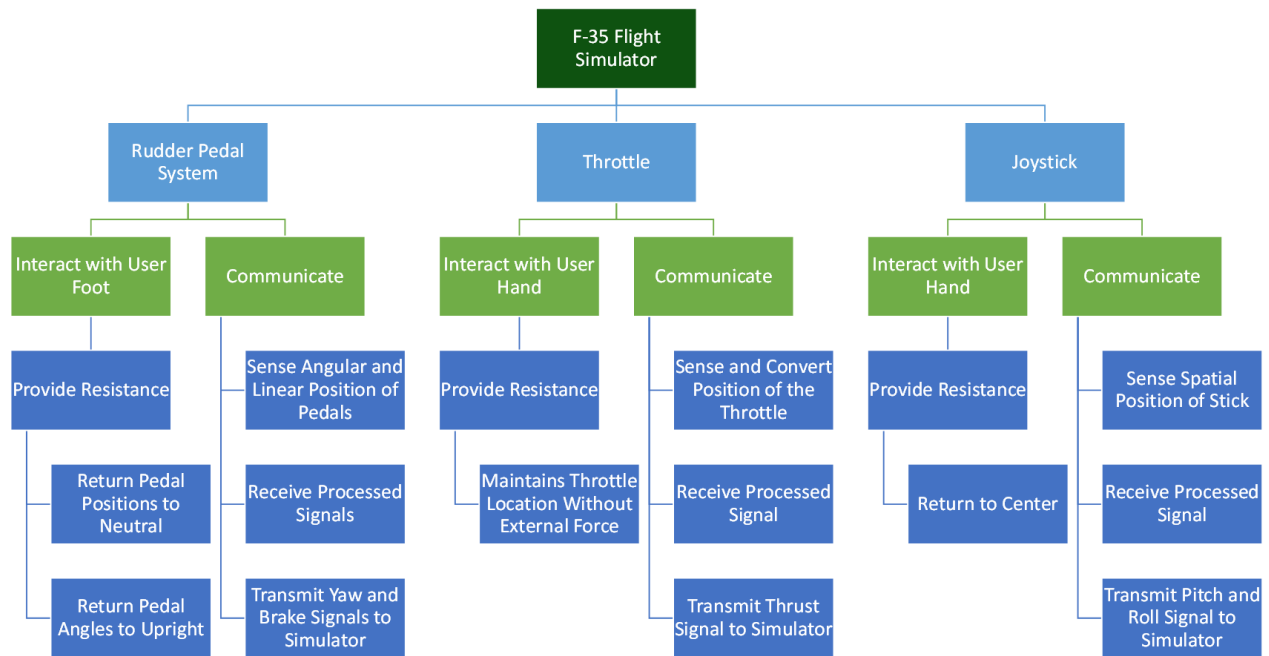 F-35 Flight
Simulator
Rudder Pedal
System
Throttle
Joystick
Interact with User
Foot
Communicate
Interact with User
Hand
Communicate
Interact with User
Hand
Communicate
Provide Resistance
Sense Angular and
Linear Position of
Pedals
Provide Resistance
Sense and Convert
Position of the
Throttle
Provide Resistance
Sense Spatial
Position of Stick
Return Pedal
Positions to
Neutral
Receive Processed
Signals
Maintains Throttle
Location Without
External Force
Receive Processed
Signal
Return to Center
Receive Processed
Signal
Return Pedal
Angles to Upright
Transmit Yaw and
Brake Signals to
Simulator
Transmit Thrust
Signal to Simulator
Transmit Pitch and
Roll Signal to
Simulator